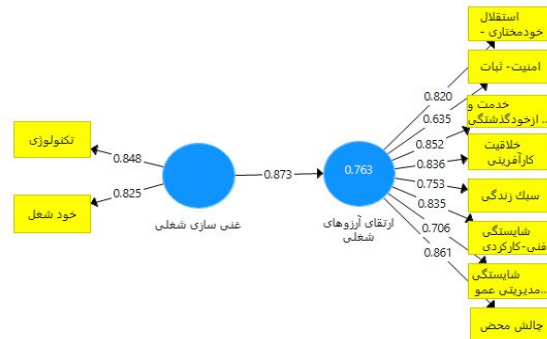 استقلال
خودمختاری -
امنیت- ثبات
خدمت و
ازخودگذشتگی ..
خلاقیت
کارآفرینی
سبك زندگی
شایستگی
فنی-کارکردی
شایستگی
مدیریتی عمو..
چالش محض
0.820
0.635
0.852
0.836
0.753
0.835
0.706
0.861
0.763
ارتقای آرزوهای
شغلی
0.873
غنی سازی شغلی
0.848
0.825
تکنولوژی
خود شغل